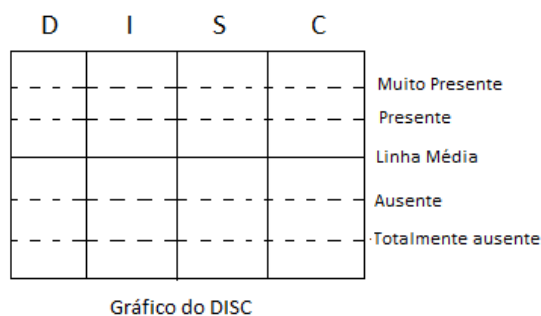 D I S C
Muito Presente
Presente
Linha Média
Ausente
Totalmente ausente
Gráfico do DISC